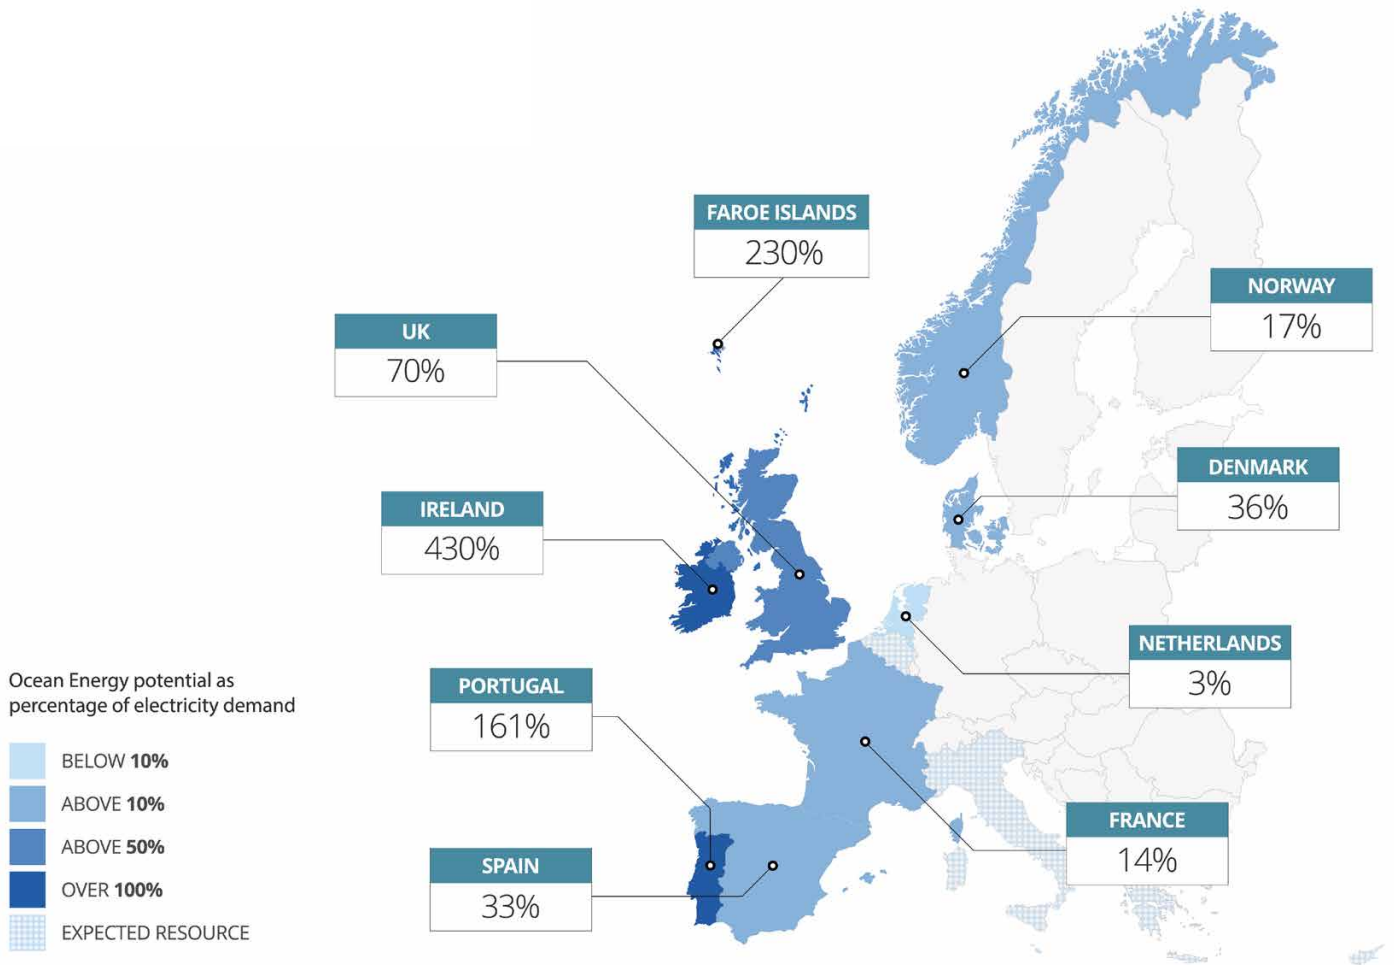 FAROE ISLANDS
230%
NORWAY
17%
UK
70%
DENMARK
36%
IRELAND
430%
NETHERLANDS
3%
PORTUGAL
161%
FRANCE
14%
SPAIN
33%
Ocean Energy potential as
percentage of electricity demand
BELOW 10%
ABOVE 10%
ABOVE 50%
OVER 100%
EXPECTED RESOURCE